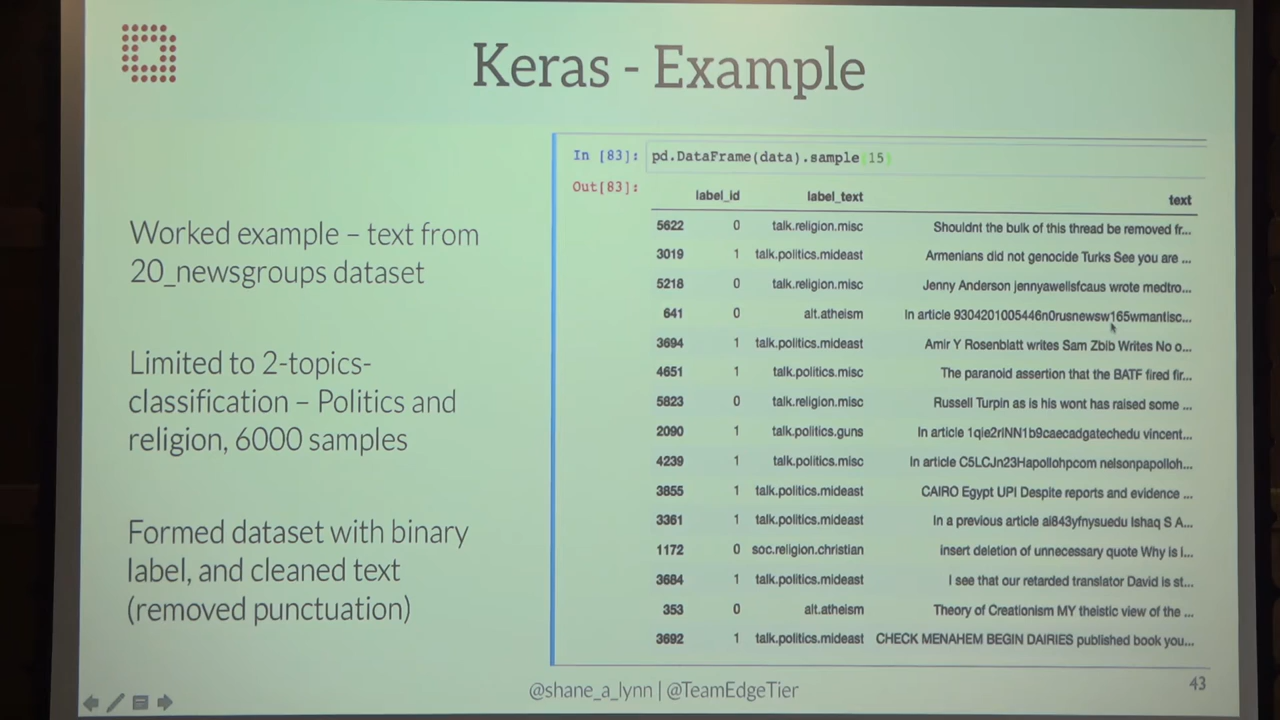 Keras - Example
Worked example – text from
20_newsgroups dataset
Limited to 2-topics-
classification – Politics and
religion, 6000 samples
Formed dataset with binary
label, and cleaned text
(removed punctuation)
In [83]: pd.DataFrame(data).sample(15)
Out[83]:
label_id label_text text
5622 0 talk.religion.misc Shouldnt the bulk of this thread be removed fr...
3019 1 talk.politics.mideast Armenians did not genocide Turks See you are ...
5218 0 talk.religion.misc Jenny Anderson jennyawellsfcaus wrote medtro...
641 0 alt.atheism In article 9304201005446n0rusnewsw165wmantisc...
3694 1 talk.politics.mideast Amir Y Rosenblatt writes Sam Zbib Writes No o...
4651 1 talk.politics.misc The paranoid assertion that the BATF fired fir...
5823 0 talk.religion.misc Russell Turpin as is his wont has raised some ...
2090 1 talk.politics.guns In article 1qie2rINN1b9caecadgatechedu vincent...
4239 1 talk.politics.misc In article C5LCJn23Hapollohpcom nelsonpapolloh...
3855 1 talk.politics.mideast CAIRO Egypt UPI Despite reports and evidence ...
3361 1 talk.politics.mideast In a previous article ai843yfnysuedu Ishaq S A...
1172 0 soc.religion.christian insert deletion of unnecessary quote Why is I...
3684 1 talk.politics.mideast I see that our retarded translator David is st...
353 0 alt.atheism Theory of Creationism MY theistic view of the ...
3692 1 talk.politics.mideast CHECK MENAHEM BEGIN DAIRIES published book you...
@shane_a_lynn | @TeamEdgeTier
43